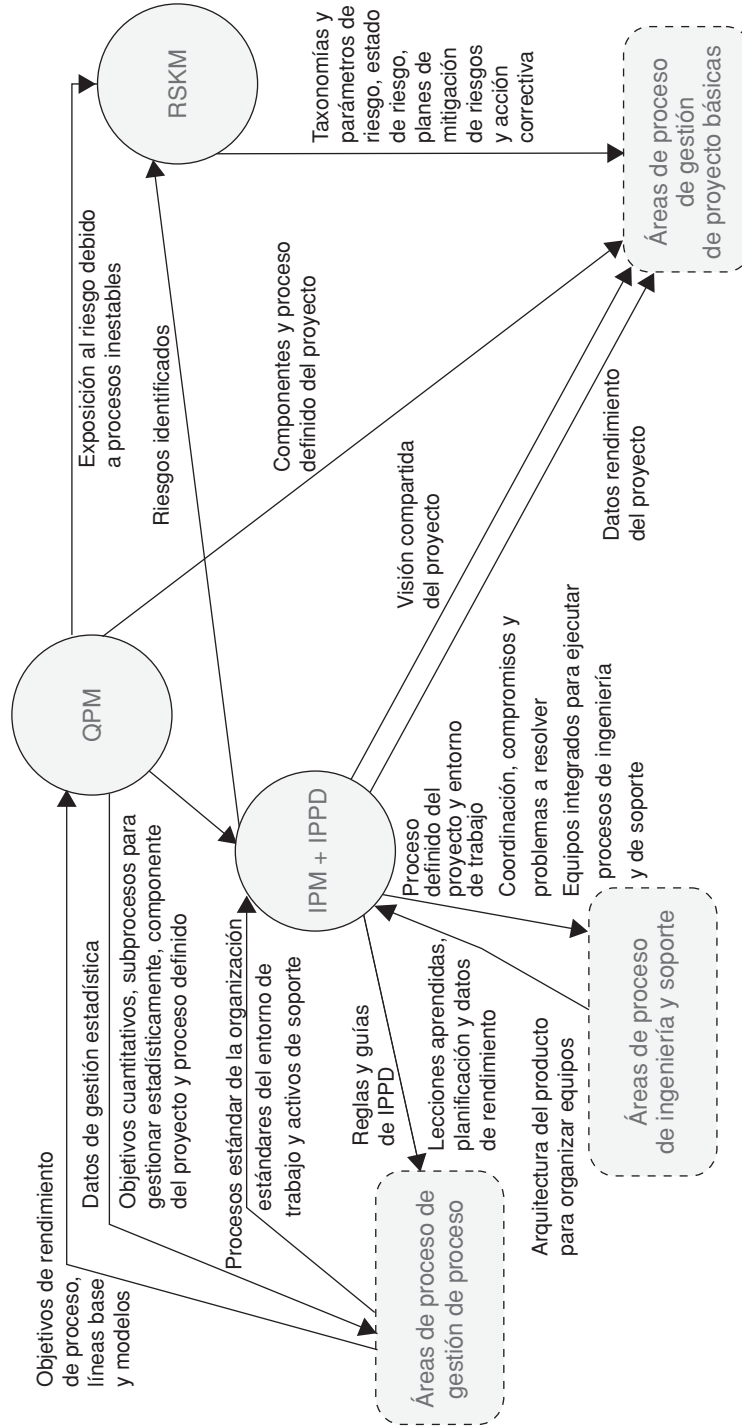 Objetivos de rendimiento
de proceso,
líneas base
y modelos
Datos de gestión estadística
Objetivos cuantitativos, subprocesos para
gestionar estadísticamente, componente
del proyecto y proceso definido
Procesos estándar de la organización
estándares del entorno de
trabajo y activos de soporte
Reglas y guías
de IPPD
Lecciones aprendidas,
planificación y datos
de rendimiento
Áreas de proceso de
gestión de proceso
Arquitectura del producto
para organizar equipos
Áreas de proceso
de ingeniería y soporte
QPM
IPM + IPPD
Proceso
definido del
proyecto y entorno
de trabajo
Coordinación, compromisos y
problemas a resolver
Equipos integrados para ejecutar
procesos de ingeniería
y de soporte
Exposición al riesgo debido
a procesos inestables
Riesgos identificados
Componentes y proceso
definido del proyecto
Visión compartida
del proyecto
Datos rendimiento
del proyecto
RSKM
Taxonomías y
parámetros de
riesgo, estado
de riesgo,
planes de
mitigación
de riesgos
y acción
correctiva
Áreas de proceso
de gestión
de proyecto básicas